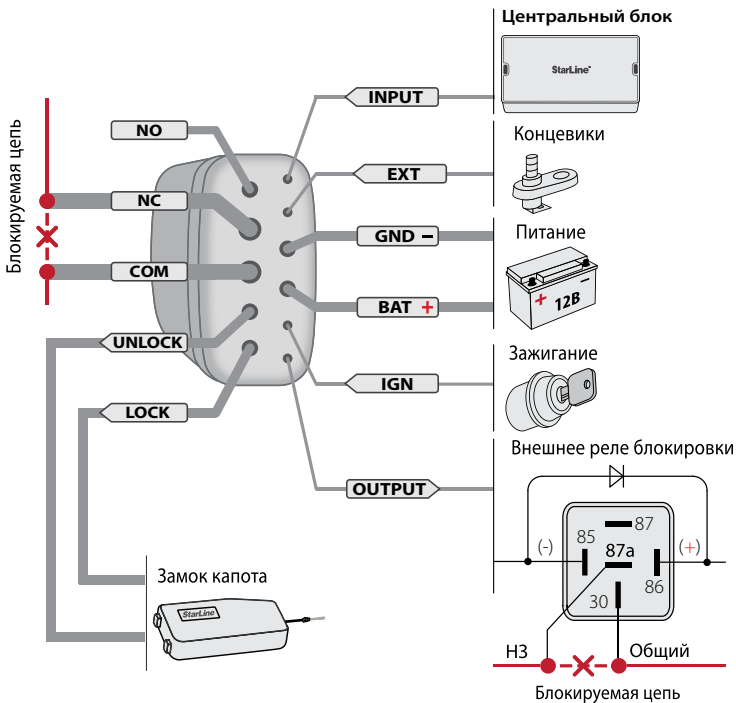 Центральный блок
StarLine®
INPUT
Концевики
EXT
Питание
GND –
BAT +
+ –
12В
Зажигание
IGN
Внешнее реле блокировки
OUTPUT
(-)
85
87
87a
86
30
(+)
НЗ
Общий
Блокируемая цепь
Блокируемая цепь
NO
NC
COM
UNLOCK
LOCK
Замок капота
StarLine